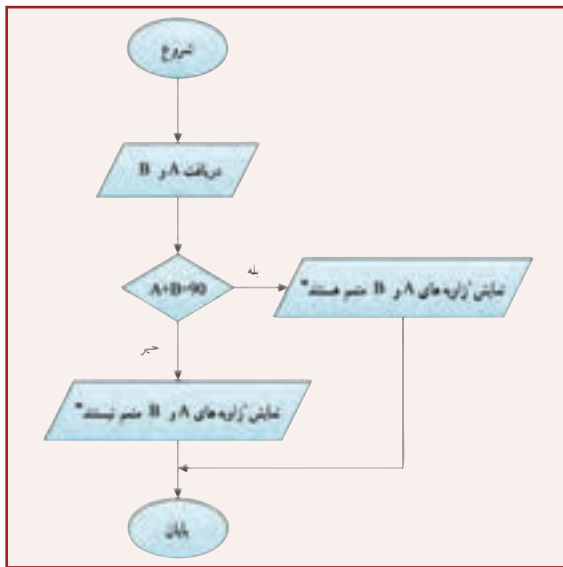 شروع
دریافت A و B
A+B=90
بله
نمایش "زاویه های A و B متمم هستند"
خیر
نمایش "زاویه های A و B متمم نیستند"
پایان